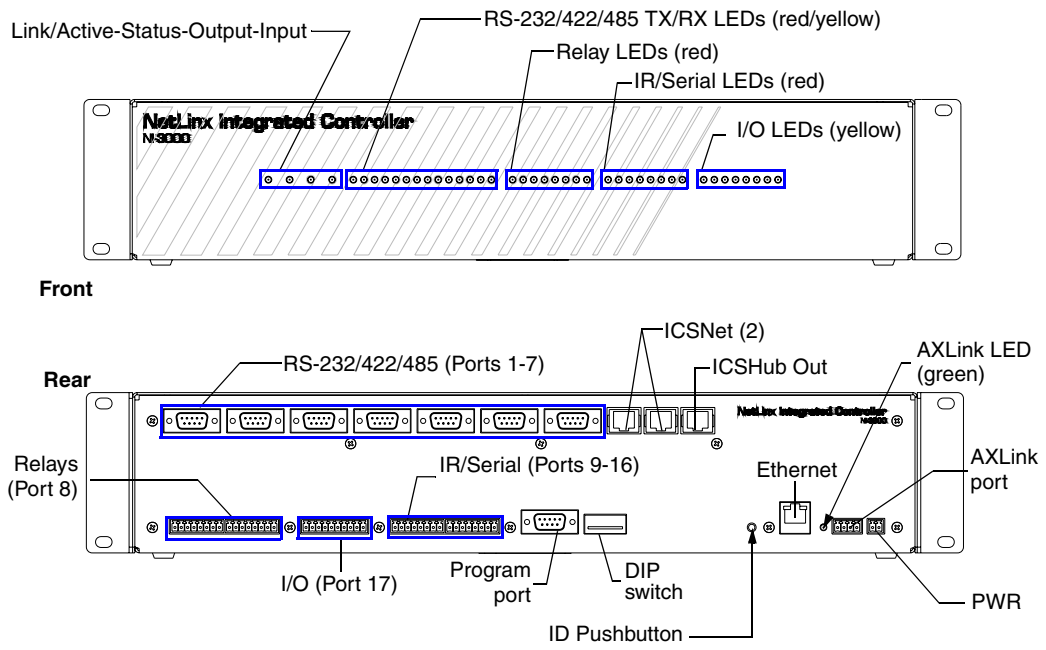 RS-232/422/485 TX/RX LEDs (red/yellow)
Link/Active-Status-Output-Input
Relay LEDs (red)
IR/Serial LEDs (red)
I/O LEDs (yellow)
NetLinx Integrated Controller
NI-3000
Front
ICSNet (2)
AXLink LED
(green)
RS-232/422/485 (Ports 1-7)
ICSHub Out
Rear
NetLinx Integrated Controller
NI-3000
Relays
(Port 8)
IR/Serial (Ports 9-16)
Ethernet
AXLink
port
I/O (Port 17)
Program
port
DIP
switch
PWR
ID Pushbutton